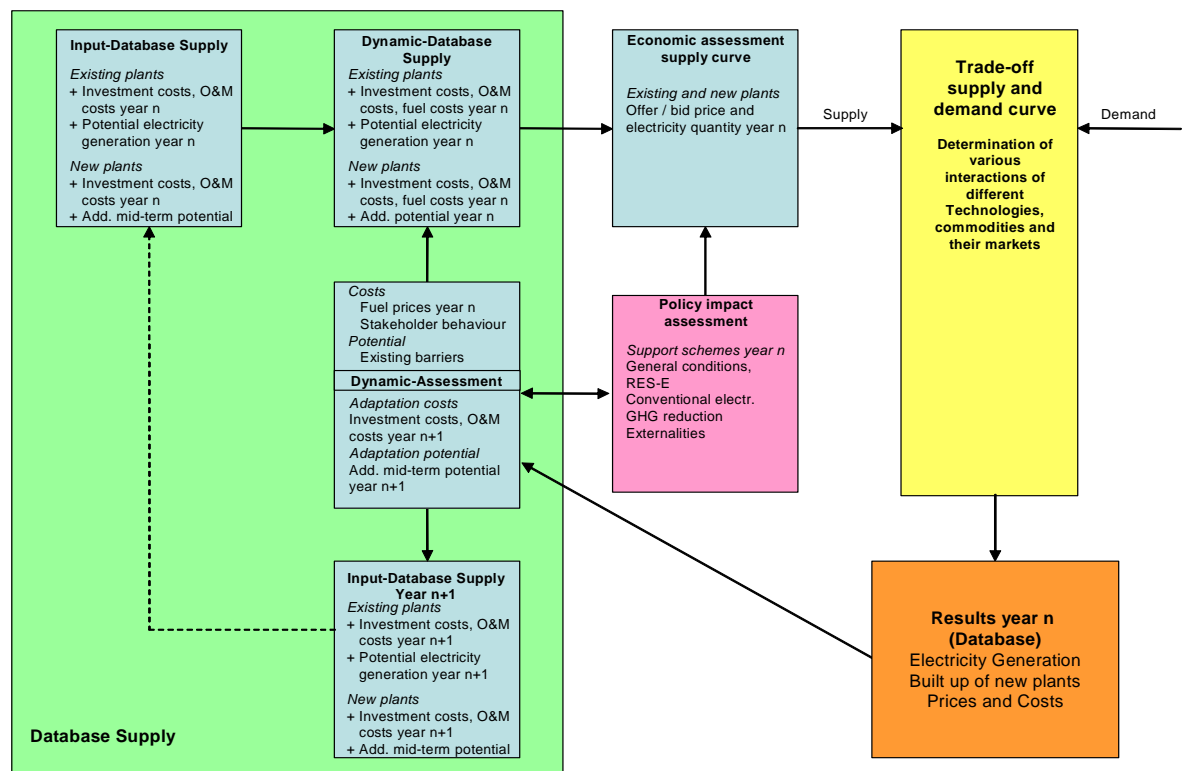 Input-Database Supply
Existing plants
+ Investment costs, O&M
costs year n
+ Potential electricity
generation year n
New plants
+ Investment costs, O&M
costs year n
+ Add. mid-term potential
Dynamic-Database
Supply
Existing plants
+ Investment costs, O&M
costs, fuel costs year n
+ Potential electricity
generation year n
New plants
+ Investment costs, O&M
costs, fuel costs year n
+ Add. potential year n
Economic assessment
supply curve
Existing and new plants
Offer / bid price and
electricity quantity year n
Supply
Trade-off
supply and
demand curve
Determination of
various
interactions of
different
Technologies,
commodities and
their markets
Demand
Costs
Fuel prices year n
Stakeholder behaviour
Potential
Existing barriers
Dynamic-Assessment
Adaptation costs
Investment costs, O&M
costs year n+1
Adaptation potential
Add. mid-term potential
year n+1
Policy impact
assessment
Support schemes year n
General conditions,
RES-E
Conventional electr.
GHG reduction
Externalities
Input-Database Supply
Year n+1
Existing plants
+ Investment costs, O&M
costs year n+1
+ Potential electricity
generation year n+1
New plants
+ Investment costs, O&M
costs year n+1
+ Add. mid-term potential
Results year n
(Database)
Electricity Generation
Built up of new plants
Prices and Costs
Database Supply